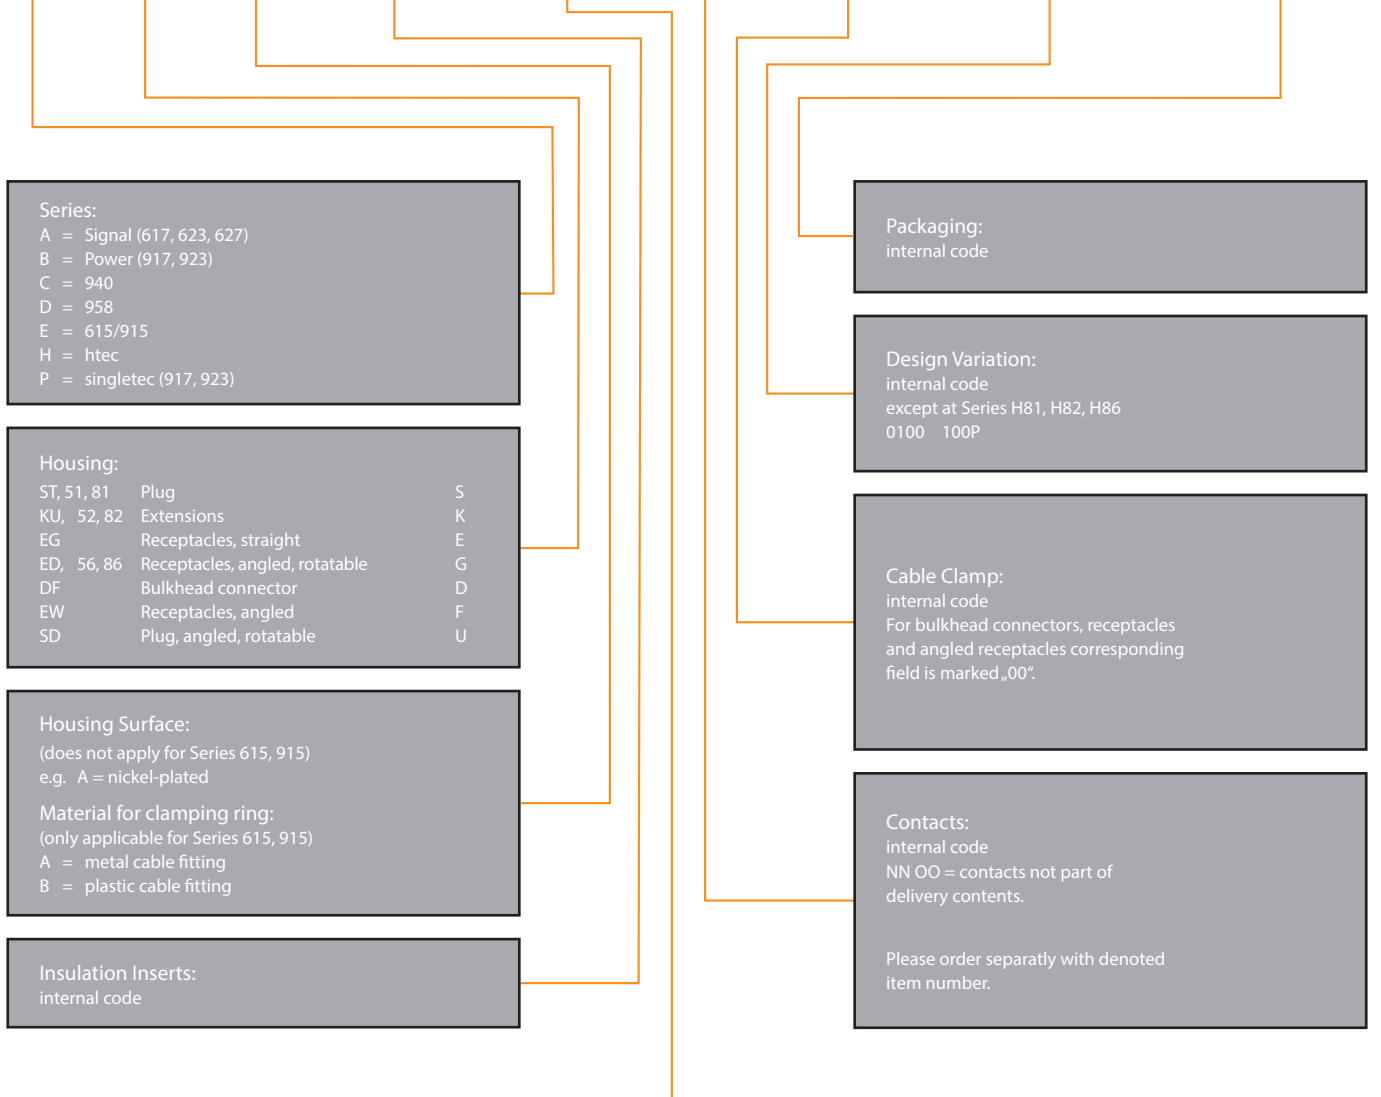 Series:
A = Signal (617, 623, 627)
B = Power (917, 923)
C = 940
D = 958
E = 615/915
H = htec
P = singletec (917, 923)
Housing:
ST, 51, 81 Plug S
KU, 52, 82 Extensions K
EG Receptacles, straight E
ED, 56, 86 Receptacles, angled, rotatable G
DF Bulkhead connector D
EW Receptacles, angled F
SD Plug, angled, rotatable U
Housing Surface:
(does not apply for Series 615, 915)
e.g. A = nickel-plated
Material for clamping ring:
(only applicable for Series 615, 915)
A = metal cable fitting
B = plastic cable fitting
Insulation Inserts:
internal code
Packaging:
internal code
Design Variation:
internal code
except at Series H81, H82, H86
0100 100P
Cable Clamp:
internal code
For bulkhead connectors, receptacles
and angled receptacles corresponding
field is marked „00“.
Contacts:
internal code
NN OO = contacts not part of
delivery contents.
Please order separatly with denoted
item number.